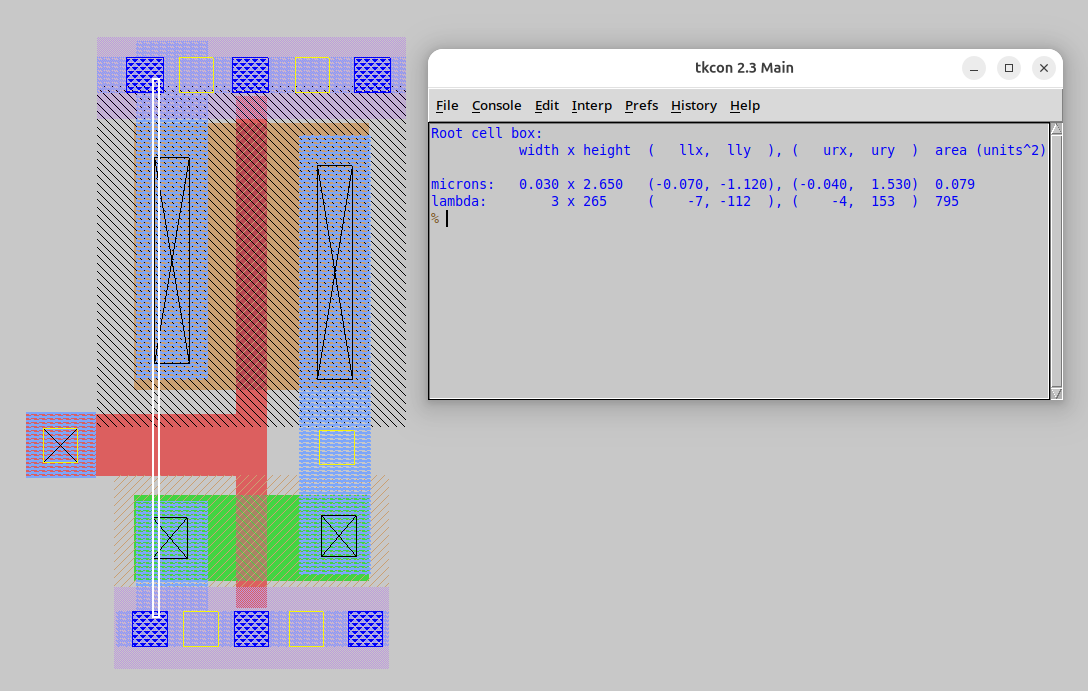 tkcon 2.3 Main
File Console Edit Interp Prefs History Help
Root cell box:
width x height ( llx, lly ), ( urx, ury ) area (units^2)
microns: 0.030 x 2.650 (-0.070, -1.120), (-0.040, 1.530) 0.079
lambda: 3 x 265 ( -7, -112 ), ( -4, 153 ) 795
%